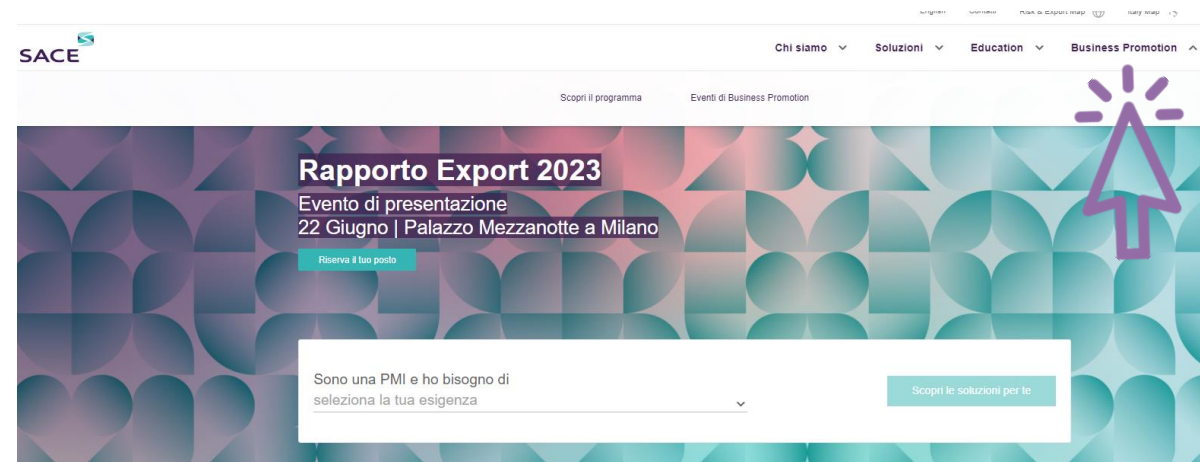 English Contatti Risk & Export Map Italy Map
SACE
Chi siamo Soluzioni Education Business Promotion
Scopri il programma Eventi di Business Promotion
Rapporto Export 2023
Evento di presentazione
22 Giugno | Palazzo Mezzanotte a Milano
Riserva il tuo posto
Sono una PMI e ho bisogno di
seleziona la tua esigenza
Scopri le soluzioni per te